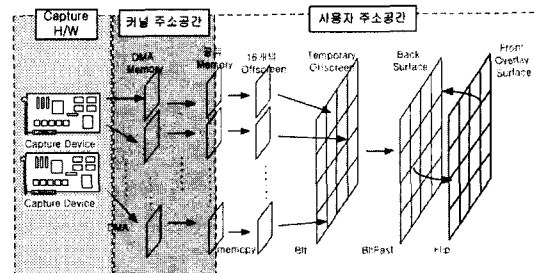 Capture
H/W
커널 주소공간
사용자 주소공간
DMA
Memory
공유
Memory
16개의
Offscreen
Temporary
Offscreen
Back
Surface
Front
Overlay
Surface
Capture Device
Capture Device
DMA
memcpy
Blt
BltFast
Flip